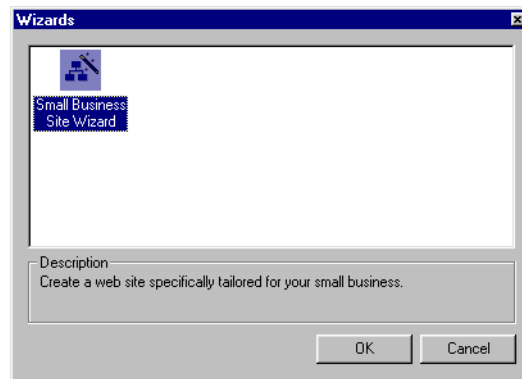 Wizards
Small Business
Site Wizard
Description
Create a web site specifically tailored for your small business.
OK
Cancel